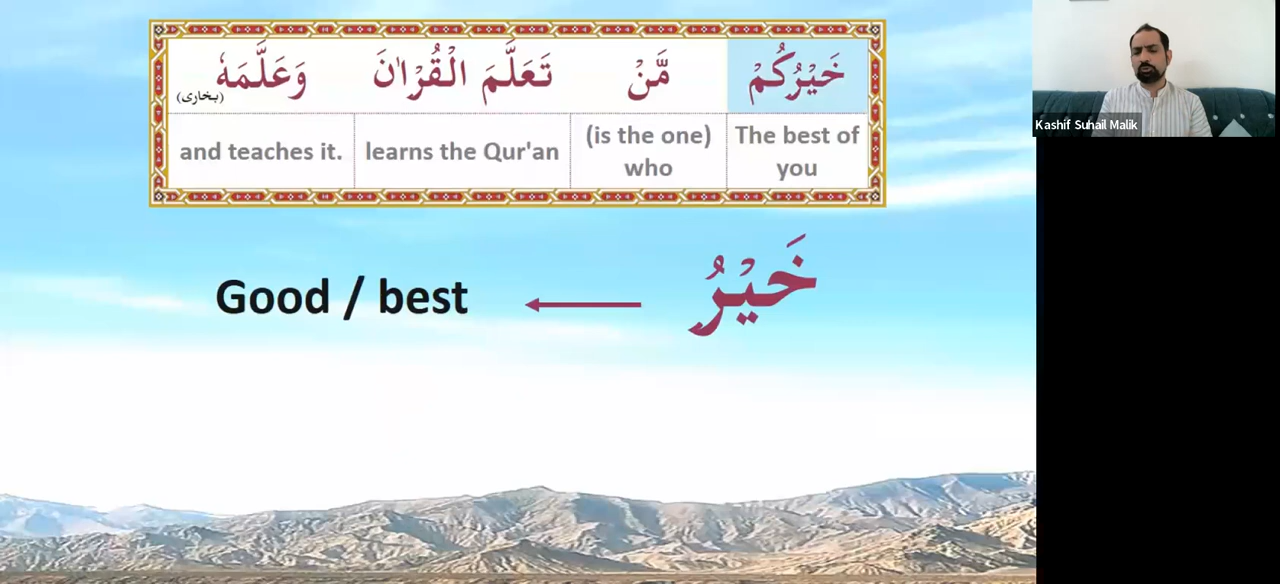 خَيْرُكُمْ مَّنْ تَعَلَّمَ الْقُرْاٰنَ وَعَلَّمَهٗ (بخاری)
The best of you
(is the one) who
learns the Qur'an
and teaches it.
خَيْرُ
Good / best
Kashif Suhail Malik